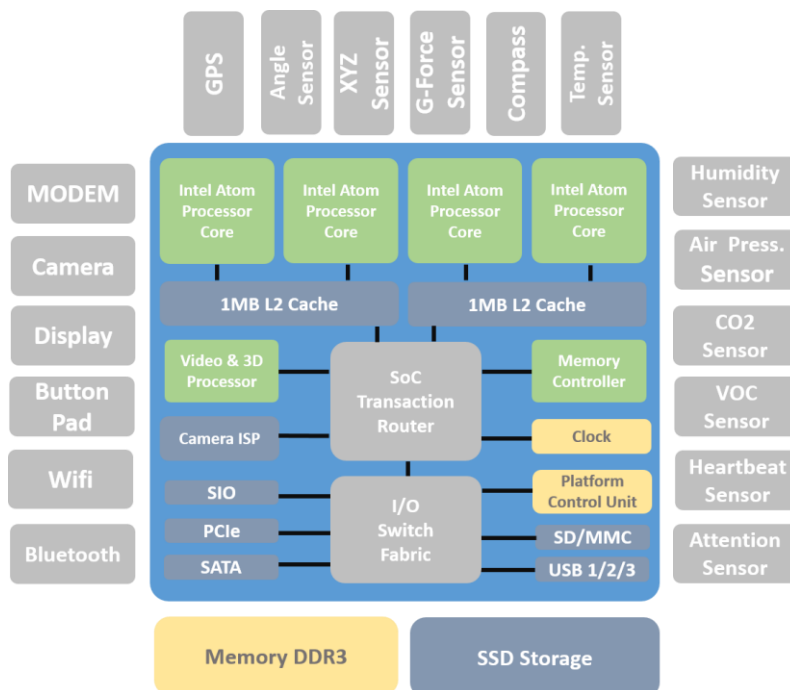 GPS
Angle
Sensor
XYZ
Sensor
G-Force
Sensor
Compass
Temp.
Sensor
MODEM
Camera
Display
Button
Pad
Wifi
Bluetooth
Intel Atom
Processor
Core
Intel Atom
Processor
Core
Intel Atom
Processor
Core
Intel Atom
Processor
Core
1MB L2 Cache
1MB L2 Cache
Video & 3D
Processor
SoC
Transaction
Router
Memory
Controller
Camera ISP
Clock
SIO
PCIe
SATA
I/O
Switch
Fabric
Platform
Control Unit
SD/MMC
USB 1/2/3
Humidity
Sensor
Air Press.
Sensor
CO2
Sensor
VOC
Sensor
Heartbeat
Sensor
Attention
Sensor
Memory DDR3
SSD Storage